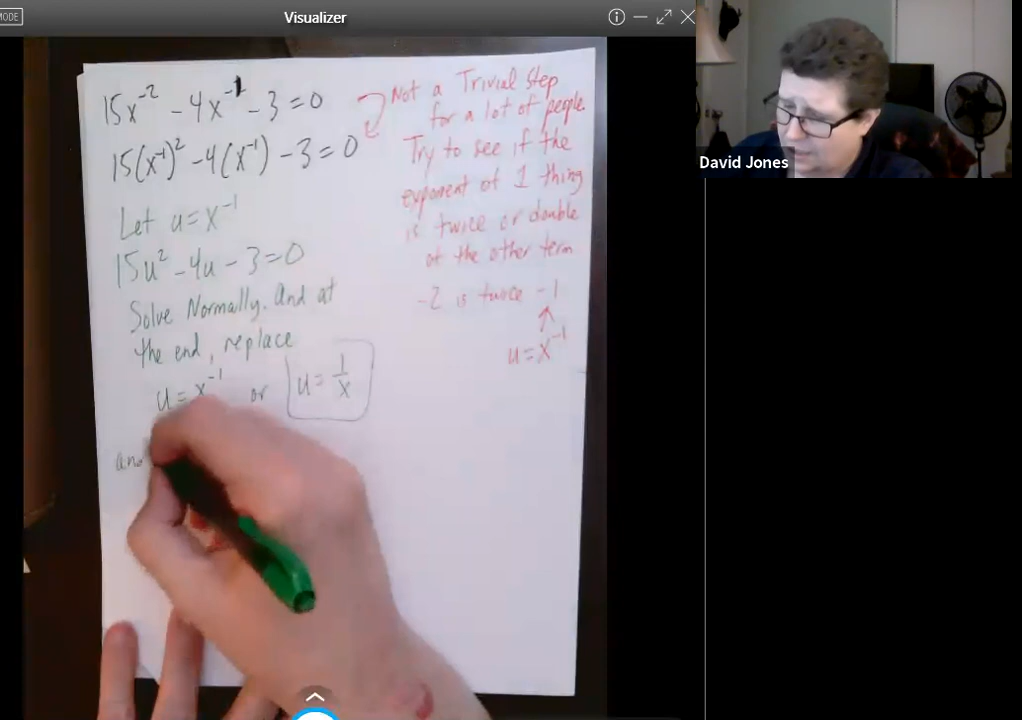 MODE
Visualizer
15x⁻² - 4x⁻¹ - 3 = 0
15(x⁻¹)² - 4(x⁻¹) - 3 = 0
Let u = x⁻¹
15u² - 4u - 3 = 0
Solve Normally. And at
the end, replace
u = x⁻¹ or u = 1/x
and
Not a Trivial Step
for a lot of people.
Try to see if the
exponent of 1 thing
is twice or double
of the other term
-2 is twice -1
u = x⁻¹
David Jones